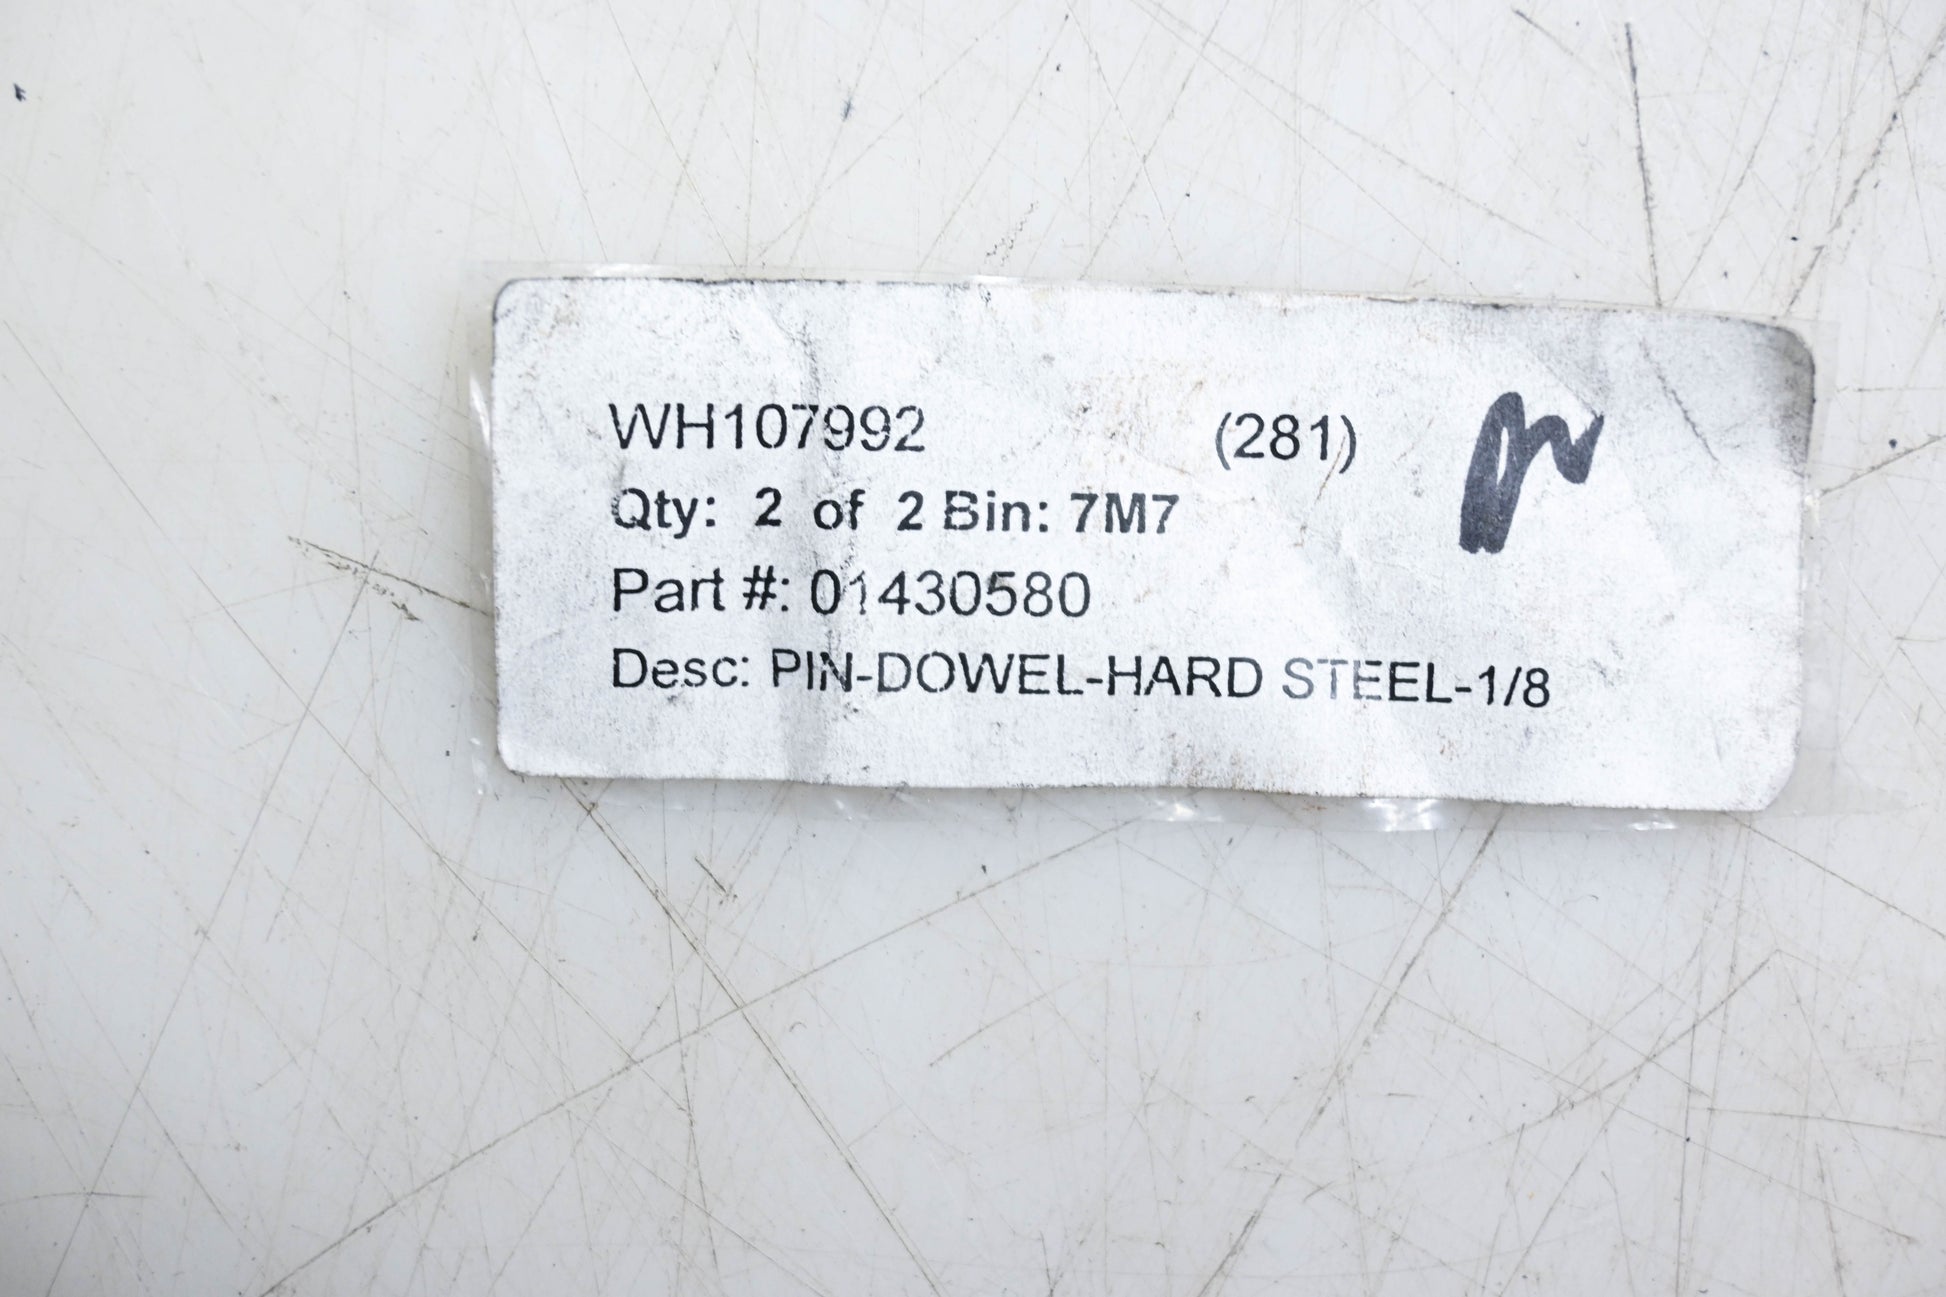 WH107992 (281)
Qty: 2 of 2 Bin: 7M7
Part #: 01430580
Desc: PIN-DOWEL-HARD STEEL-1/8